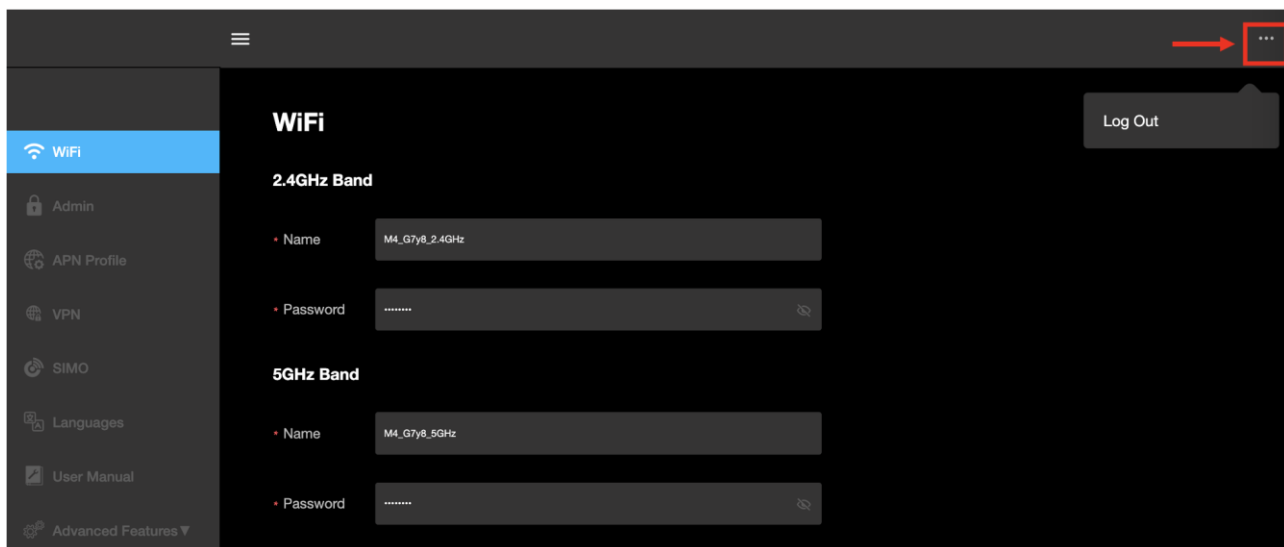 Log Out
WiFi
Admin
APN Profile
VPN
SIMO
Languages
User Manual
Advanced Features▼
WiFi
2.4GHz Band
* Name M4_G7y8_2.4GHz
* Password ••••••••
5GHz Band
* Name M4_G7y8_5GHz
* Password ••••••••